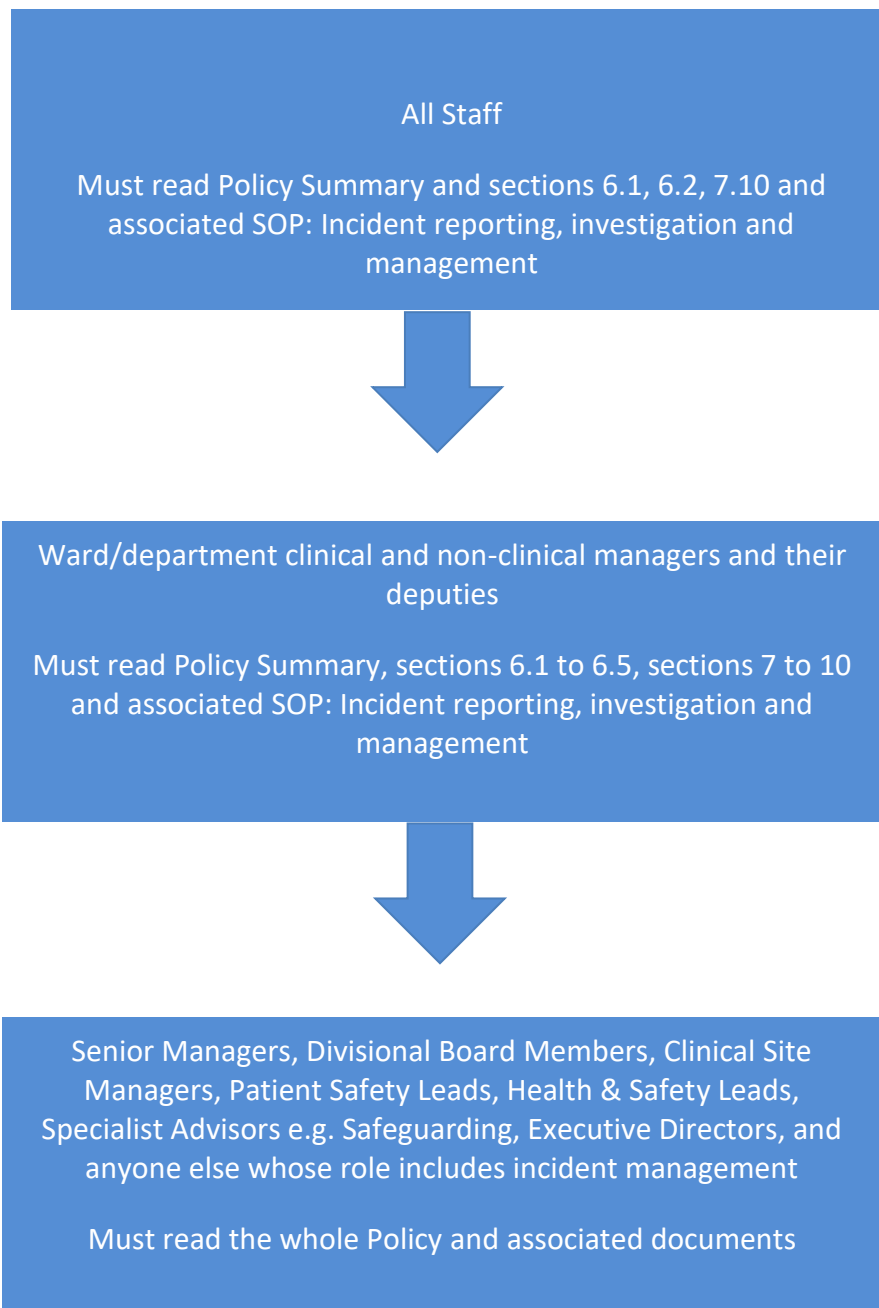 All Staff
Must read Policy Summary and sections 6.1, 6.2, 7.10 and
associated SOP: Incident reporting, investigation and
management
Ward/department clinical and non-clinical managers and their
deputies
Must read Policy Summary, sections 6.1 to 6.5, sections 7 to 10
and associated SOP: Incident reporting, investigation and
management
Senior Managers, Divisional Board Members, Clinical Site
Managers, Patient Safety Leads, Health & Safety Leads,
Specialist Advisors e.g. Safeguarding, Executive Directors, and
anyone else whose role includes incident management
Must read the whole Policy and associated documents